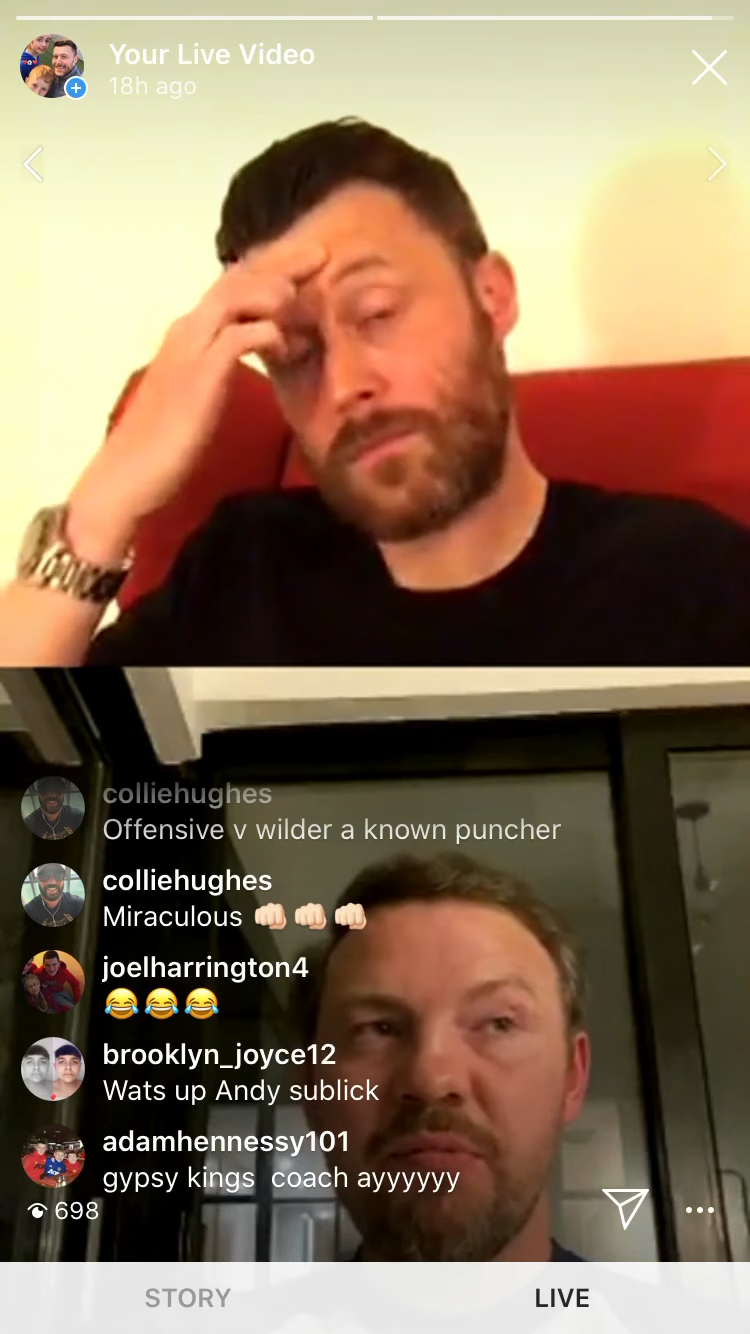 Your Live Video
18h ago
colliehughes
Offensive v wilder a known puncher
colliehughes
Miraculous 👊🏻👊🏻👊🏻
joelharrington4
😂😂😂
brooklyn_joyce12
Wats up Andy sublick
adamhennessy101
gypsy kings coach ayyyyyy
698
STORY
LIVE